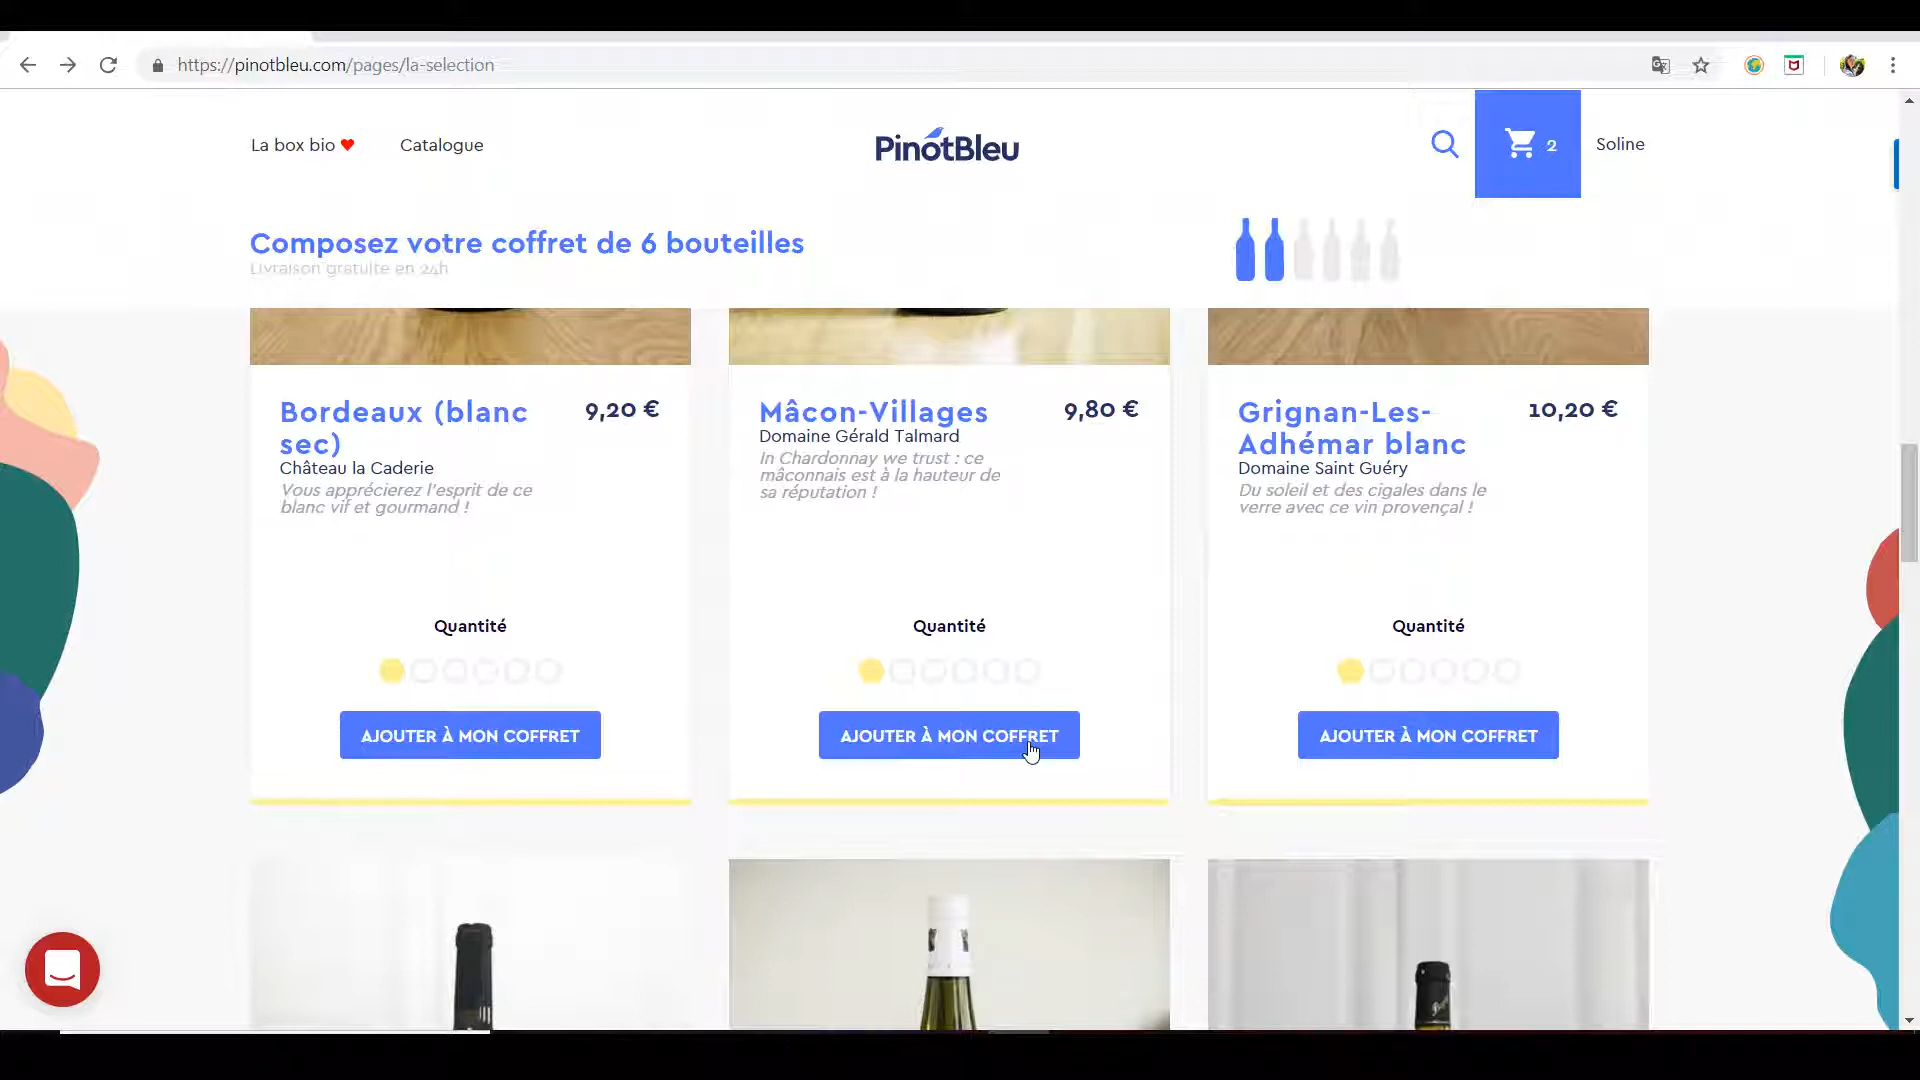 https://pinotbleu.com/pages/la-selection
La box bio
Catalogue
PinotBleu
2
Soline
Composez votre coffret de 6 bouteilles
Livraison gratuite en 24h
Bordeaux (blanc
sec)
9,20 €
Château la Caderie
Vous apprécierez l'esprit de ce
blanc vif et gourmand !
Quantité
AJOUTER À MON COFFRET
Mâcon-Villages
9,80 €
Domaine Gérald Talmard
In Chardonnay we trust : ce
mâconnais est à la hauteur de
sa réputation !
Quantité
AJOUTER À MON COFFRET
Grignan-Les-
Adhémar blanc
10,20 €
Domaine Saint Guéry
Du soleil et des cigales dans le
verre avec ce vin provençal !
Quantité
AJOUTER À MON COFFRET